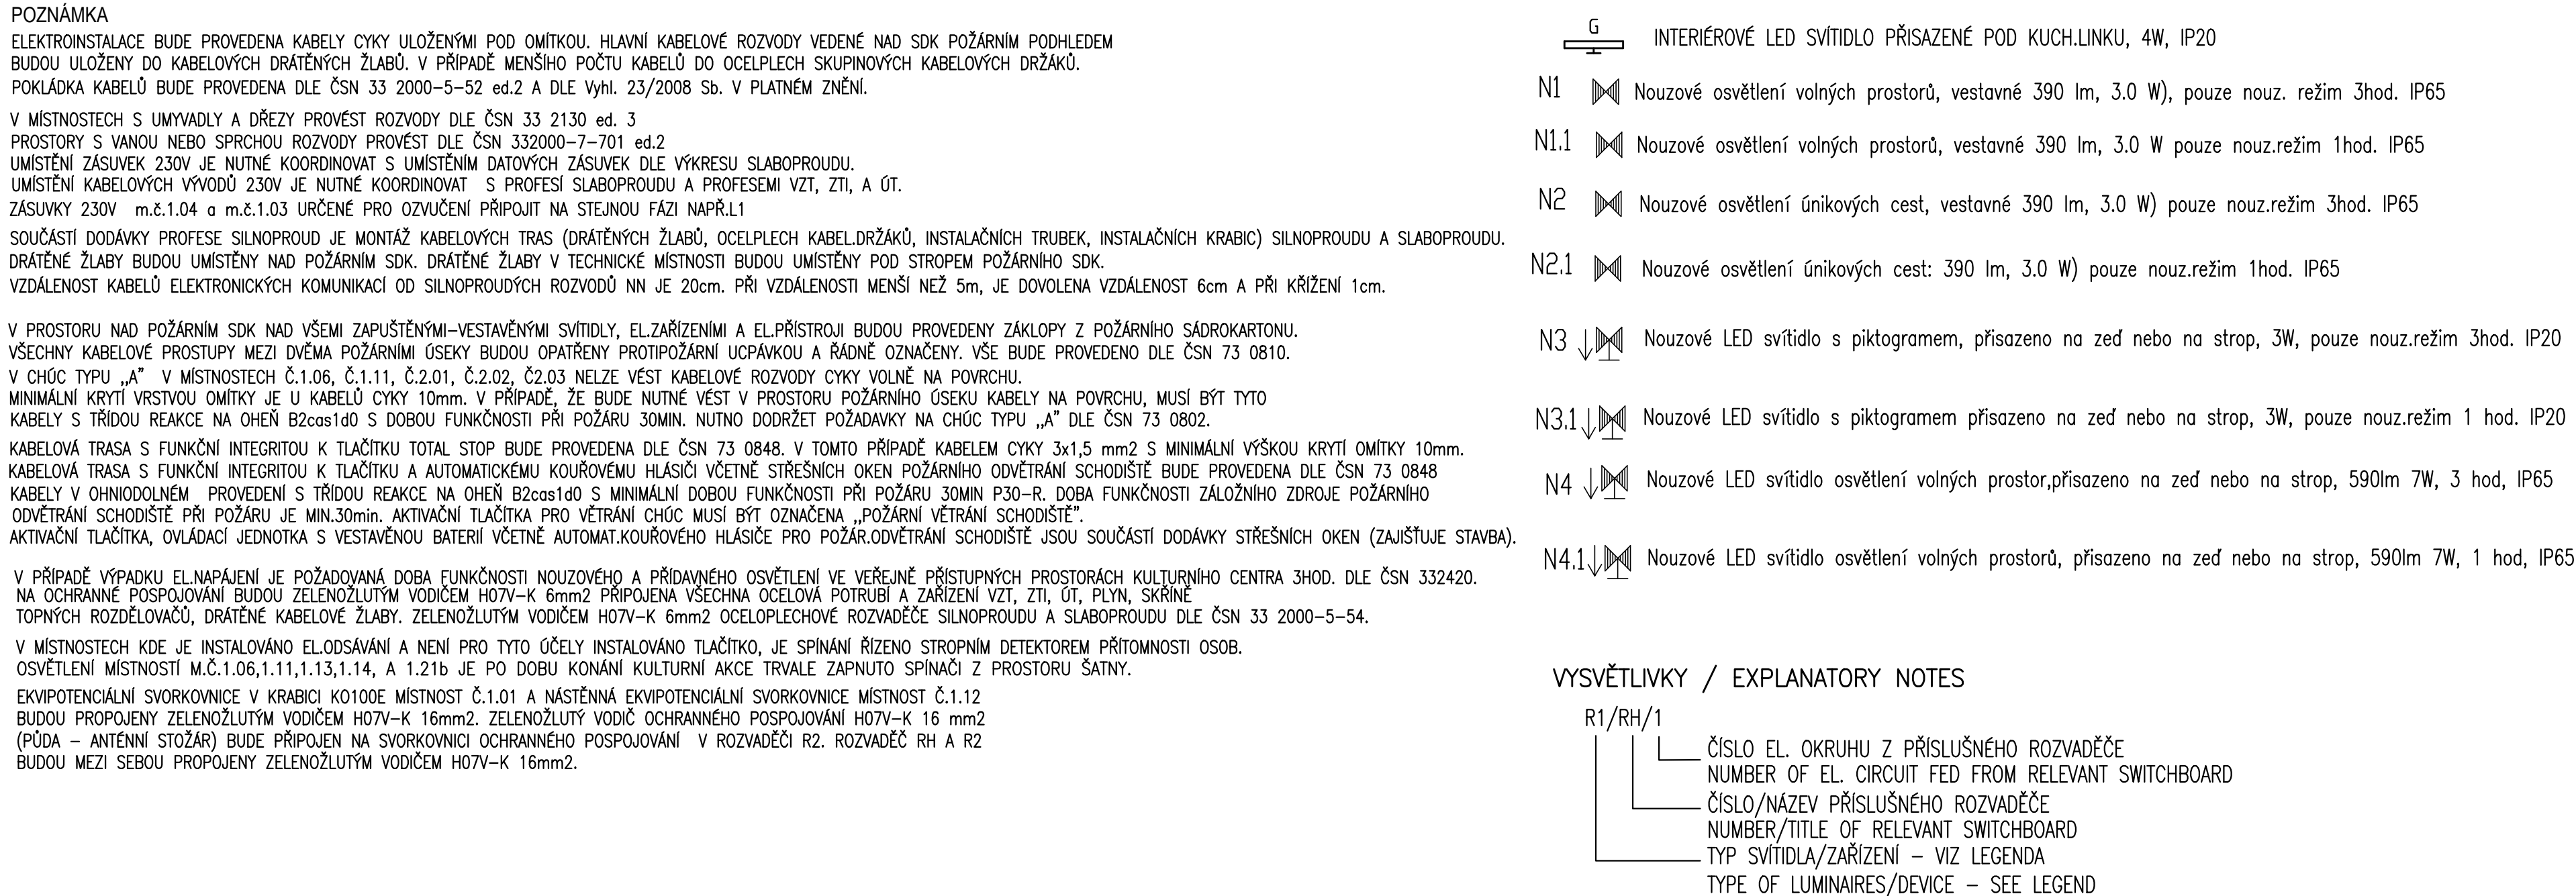 POZNÁMKA
ELEKTROINSTALACE BUDE PROVEDENA KABELY CYKY ULOŽENÝMI POD OMÍTKOU. HLAVNÍ KABELOVÉ ROZVODY VEDENÉ NAD SDK POŽÁRNÍM PODHLEDEM
BUDOU ULOŽENY DO KABELOVÝCH DRÁTĚNÝCH ŽLABŮ. V PŘÍPADĚ MENŠÍHO POČTU KABELŮ DO OCELPLECH SKUPINOVÝCH KABELOVÝCH DRŽÁKŮ.
POKLÁDKA KABELŮ BUDE PROVEDENA DLE ČSN 33 2000-5-52 ed.2 A DLE Vyhl. 23/2008 Sb. V PLATNÉM ZNĚNÍ.
V MÍSTNOSTECH S UMYVADLY A DŘEZY PROVÉST ROZVODY DLE ČSN 33 2130 ed. 3
PROSTORY S VANOU NEBO SPRCHOU ROZVODY PROVÉST DLE ČSN 332000-7-701 ed.2
UMÍSTĚNÍ ZÁSUVEK 230V JE NUTNÉ KOORDINOVAT S UMÍSTĚNÍM DATOVÝCH ZÁSUVEK DLE VÝKRESU SLABOPROUDU.
UMÍSTĚNÍ KABELOVÝCH VÝVODŮ 230V JE NUTNÉ KOORDINOVAT S PROFESÍ SLABOPROUDU A PROFESEMI VZT, ZTI, A ÚT.
ZÁSUVKY 230V m.č.1.04 a m.č.1.03 URČENÉ PRO OZVUČENÍ PŘIPOJIT NA STEJNOU FÁZI NAPŘ.L1
SOUČÁSTÍ DODÁVKY PROFESE SILNOPROUD JE MONTÁŽ KABELOVÝCH TRAS (DRÁTĚNÝCH ŽLABŮ, OCELPLECH KABEL.DRŽÁKŮ, INSTALAČNÍCH TRUBEK, INSTALAČNÍCH KRABIC) SILNOPROUDU A SLABOPROUDU.
DRÁTĚNÉ ŽLABY BUDOU UMÍSTĚNY NAD POŽÁRNÍM SDK. DRÁTĚNÉ ŽLABY V TECHNICKÉ MÍSTNOSTI BUDOU UMÍSTĚNY POD STROPEM POŽÁRNÍHO SDK.
VZDÁLENOST KABELŮ ELEKTRONICKÝCH KOMUNIKACÍ OD SILNOPROUDÝCH ROZVODŮ NN JE 20cm. PŘI VZDÁLENOSTI MENŠÍ NEŽ 5m, JE DOVOLENA VZDÁLENOST 6cm A PŘI KŘÍŽENÍ 1cm.
V PROSTORU NAD POŽÁRNÍM SDK NAD VŠEMI ZAPUŠTĚNÝMI-VESTAVĚNÝMI SVÍTIDLY, EL.ZAŘÍZENÍMI A EL.PŘÍSTROJI BUDOU PROVEDENY ZÁKLOPY Z POŽÁRNÍHO SÁDROKARTONU.
VŠECHNY KABELOVÉ PROSTUPY MEZI DVĚMA POŽÁRNÍMI ÚSEKY BUDOU OPATŘENY PROTIPOŽÁRNÍ UCPÁVKOU A ŘÁDNĚ OZNAČENY. VŠE BUDE PROVEDENO DLE ČSN 73 0810.
V CHÚC TYPU „A" V MÍSTNOSTECH Č.1.06, Č.1.11, Č.2.01, Č.2.02, Č2.03 NELZE VÉST KABELOVÉ ROZVODY CYKY VOLNĚ NA POVRCHU.
MINIMÁLNÍ KRYTÍ VRSTVOU OMÍTKY JE U KABELŮ CYKY 10mm. V PŘÍPADĚ, ŽE BUDE NUTNÉ VÉST V PROSTORU POŽÁRNÍHO ÚSEKU KABELY NA POVRCHU, MUSÍ BÝT TYTO
KABELY S TŘÍDOU REAKCE NA OHEŇ B2cas1d0 S DOBOU FUNKČNOSTI PŘI POŽÁRU 30MIN. NUTNO DODRŽET POŽADAVKY NA CHÚC TYPU „A" DLE ČSN 73 0802.
KABELOVÁ TRASA S FUNKČNÍ INTEGRITOU K TLAČÍTKU TOTAL STOP BUDE PROVEDENA DLE ČSN 73 0848. V TOMTO PŘÍPADĚ KABELEM CYKY 3x1,5 mm2 S MINIMÁLNÍ VÝŠKOU KRYTÍ OMÍTKY 10mm.
KABELOVÁ TRASA S FUNKČNÍ INTEGRITOU K TLAČÍTKU A AUTOMATICKÉMU KOUŘOVÉMU HLÁSIČI VČETNĚ STŘEŠNÍCH OKEN POŽÁRNÍHO ODVĚTRÁNÍ SCHODIŠTĚ BUDE PROVEDENA DLE ČSN 73 0848
KABELY V OHNIODOLNÉM PROVEDENÍ S TŘÍDOU REAKCE NA OHEŇ B2cas1d0 S MINIMÁLNÍ DOBOU FUNKČNOSTI PŘI POŽÁRU 30MIN P30-R. DOBA FUNKČNOSTI ZÁLOŽNÍHO ZDROJE POŽÁRNÍHO
ODVĚTRÁNÍ SCHODIŠTĚ PŘI POŽÁRU JE MIN.30min. AKTIVAČNÍ TLAČÍTKA PRO VĚTRÁNÍ CHÚC MUSÍ BÝT OZNAČENA „POŽÁRNÍ VĚTRÁNÍ SCHODIŠTĚ".
AKTIVAČNÍ TLAČÍTKA, OVLÁDACÍ JEDNOTKA S VESTAVĚNOU BATERIÍ VČETNĚ AUTOMAT.KOUŘOVÉHO HLÁSIČE PRO POŽÁR.ODVĚTRÁNÍ SCHODIŠTĚ JSOU SOUČÁSTÍ DODÁVKY STŘEŠNÍCH OKEN (ZAJIŠŤUJE STAVBA).
V PŘÍPADĚ VÝPADKU EL.NAPÁJENÍ JE POŽADOVANÁ DOBA FUNKČNOSTI NOUZOVÉHO A PŘÍDAVNÉHO OSVĚTLENÍ VE VEŘEJNĚ PŘÍSTUPNÝCH PROSTORÁCH KULTURNÍHO CENTRA 3HOD. DLE ČSN 332420.
NA OCHRANNÉ POSPOJOVÁNÍ BUDOU ZELENOŽLUTÝM VODIČEM H07V-K 6mm2 PŘIPOJENA VŠECHNA OCELOVÁ POTRUBÍ A ZAŘÍZENÍ VZT, ZTI, ÚT, PLYN, SKŘÍNĚ
TOPNÝCH ROZDĚLOVAČŮ, DRÁTĚNÉ KABELOVÉ ŽLABY. ZELENOŽLUTÝM VODIČEM H07V-K 6mm2 OCELOPLECHOVÉ ROZVADĚČE SILNOPROUDU A SLABOPROUDU DLE ČSN 33 2000-5-54.
V MÍSTNOSTECH KDE JE INSTALOVÁNO EL.ODSÁVÁNÍ A NENÍ PRO TYTO ÚČELY INSTALOVÁNO TLAČÍTKO, JE SPÍNÁNÍ ŘÍZENO STROPNÍM DETEKTOREM PŘÍTOMNOSTI OSOB.
OSVĚTLENÍ MÍSTNOSTÍ M.Č.1.06,1.11,1.13,1.14, A 1.21b JE PO DOBU KONÁNÍ KULTURNÍ AKCE TRVALE ZAPNUTO SPÍNAČI Z PROSTORU ŠATNY.
EKVIPOTENCIÁLNÍ SVORKOVNICE V KRABICI KO100E MÍSTNOST Č.1.01 A NÁSTĚNNÁ EKVIPOTENCIÁLNÍ SVORKOVNICE MÍSTNOST Č.1.12
BUDOU PROPOJENY ZELENOŽLUTÝM VODIČEM H07V-K 16mm2. ZELENOŽLUTÝ VODIČ OCHRANNÉHO POSPOJOVÁNÍ H07V-K 16 mm2
(PŮDA - ANTÉNNÍ STOŽÁR) BUDE PŘIPOJEN NA SVORKOVNICI OCHRANNÉHO POSPOJOVÁNÍ V ROZVADĚČI R2. ROZVADĚČ RH A R2
BUDOU MEZI SEBOU PROPOJENY ZELENOŽLUTÝM VODIČEM H07V-K 16mm2.
G INTERIÉROVÉ LED SVÍTIDLO PŘISAZENÉ POD KUCH.LINKU, 4W, IP20
N1 Nouzové osvětlení volných prostorů, vestavné 390 lm, 3.0 W), pouze nouz. režim 3hod. IP65
N1.1 Nouzové osvětlení volných prostorů, vestavné 390 lm, 3.0 W pouze nouz.režim 1hod. IP65
N2 Nouzové osvětlení únikových cest, vestavné 390 lm, 3.0 W) pouze nouz.režim 3hod. IP65
N2.1 Nouzové osvětlení únikových cest: 390 lm, 3.0 W) pouze nouz.režim 1hod. IP65
N3 Nouzové LED svítidlo s piktogramem, přisazeno na zeď nebo na strop, 3W, pouze nouz.režim 3hod. IP20
N3.1 Nouzové LED svítidlo s piktogramem přisazeno na zeď nebo na strop, 3W, pouze nouz.režim 1 hod. IP20
N4 Nouzové LED svítidlo osvětlení volných prostor,přisazeno na zeď nebo na strop, 590lm 7W, 3 hod, IP65
N4.1 Nouzové LED svítidlo osvětlení volných prostorů, přisazeno na zeď nebo na strop, 590lm 7W, 1 hod, IP65
VYSVĚTLIVKY / EXPLANATORY NOTES
R1/RH/1
ČÍSLO EL. OKRUHU Z PŘÍSLUŠNÉHO ROZVADĚČE
NUMBER OF EL. CIRCUIT FED FROM RELEVANT SWITCHBOARD
ČÍSLO/NÁZEV PŘÍSLUŠNÉHO ROZVADĚČE
NUMBER/TITLE OF RELEVANT SWITCHBOARD
TYP SVÍTIDLA/ZAŘÍZENÍ - VIZ LEGENDA
TYPE OF LUMINAIRES/DEVICE - SEE LEGEND